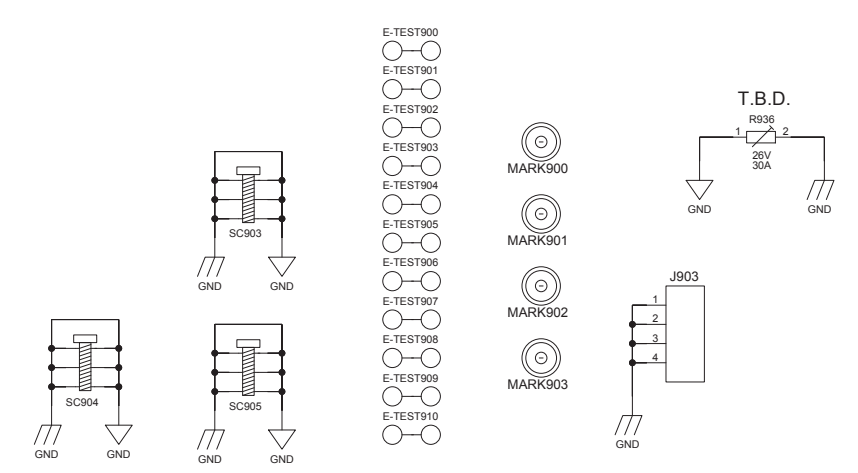 E-TEST900
E-TEST901
E-TEST902
E-TEST903
E-TEST904
E-TEST905
E-TEST906
E-TEST907
E-TEST908
E-TEST909
E-TEST910
SC903
GND
GND
SC904
GND
GND
SC905
GND
GND
MARK900
MARK901
MARK902
MARK903
T.B.D.
R936
1 2
26V
30A
GND
GND
J903
1
2
3
4
GND